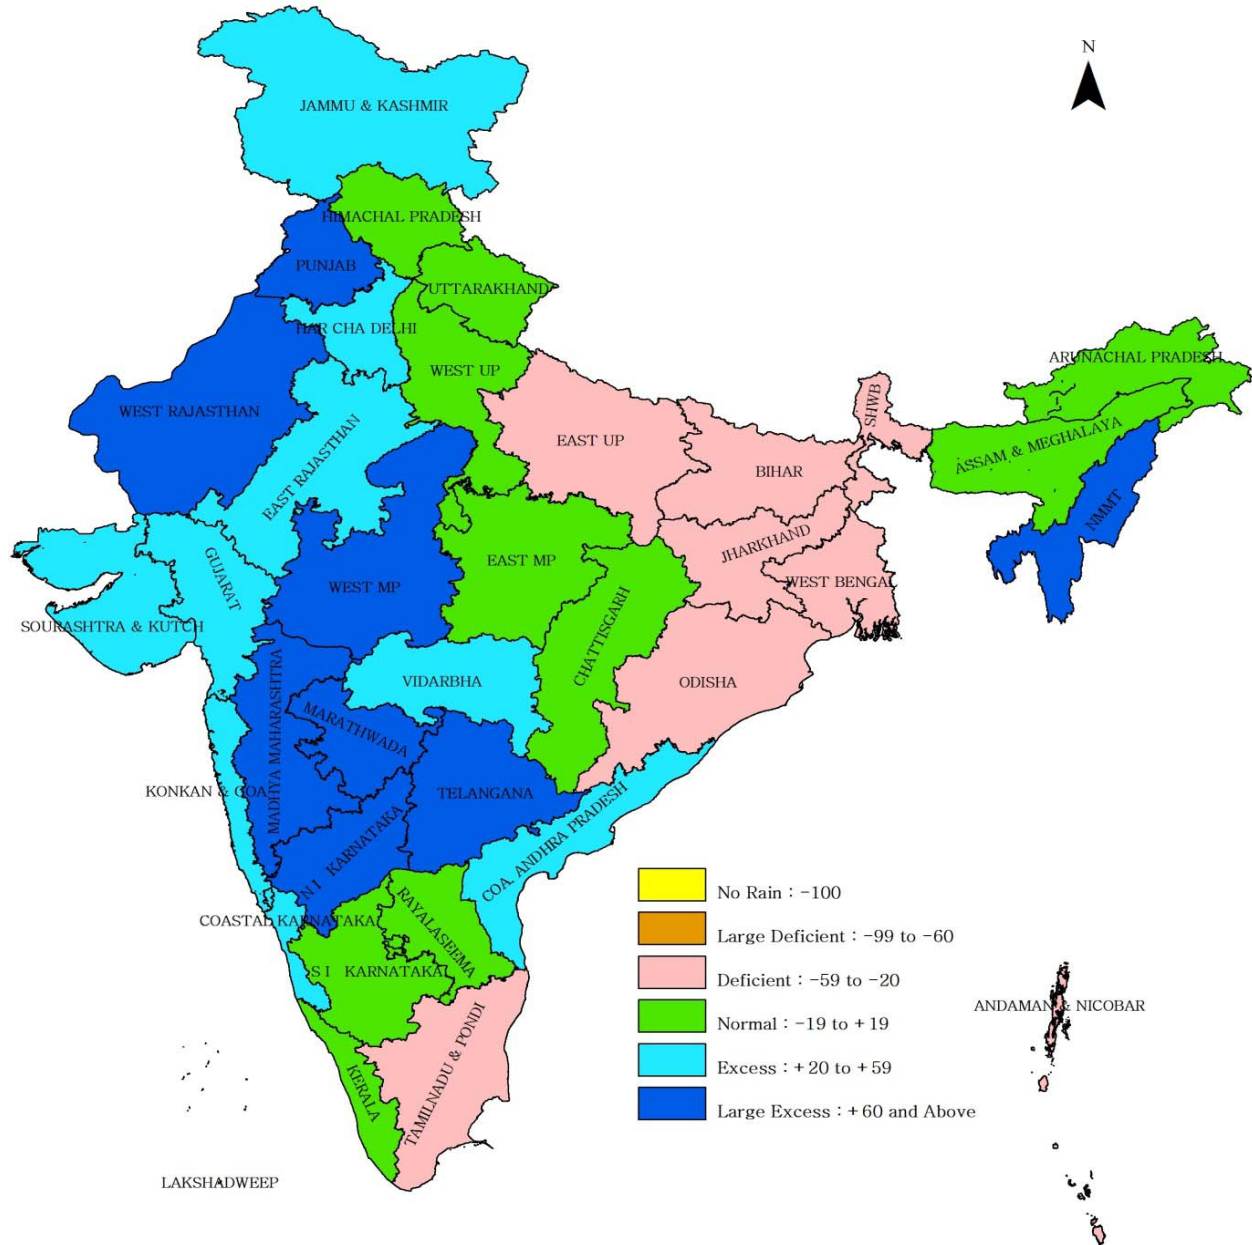 N
JAMMU & KASHMIR
HIMACHAL PRADESH
PUNJAB
UTTARAKHAND
HAR CHA DELHI
WEST UP
ARUNACHAL PRADESH
WEST RAJASTHAN
SHWB
EAST RAJASTHAN
EAST UP
BIHAR
ASSAM & MEGHALAYA
NMMT
GUJARAT
WEST MP
EAST MP
JHARKHAND
WEST BENGAL
SOURASHTRA & KUTCH
CHATTISGARH
VIDARBHA
ODISHA
MADHYA MAHARASHTRA
MARATHWADA
KONKAN & GOA
TELANGANA
N I KARNATAKA
COA. ANDHRA PRADESH
COASTAL KARNATAKA
RAYALASEEMA
S I KARNATAKA
KERALA
TAMILNADU & PONDI
ANDAMAN & NICOBAR
LAKSHADWEEP
No Rain : -100
Large Deficient : -99 to -60
Deficient : -59 to -20
Normal : -19 to +19
Excess : +20 to +59
Large Excess : +60 and Above